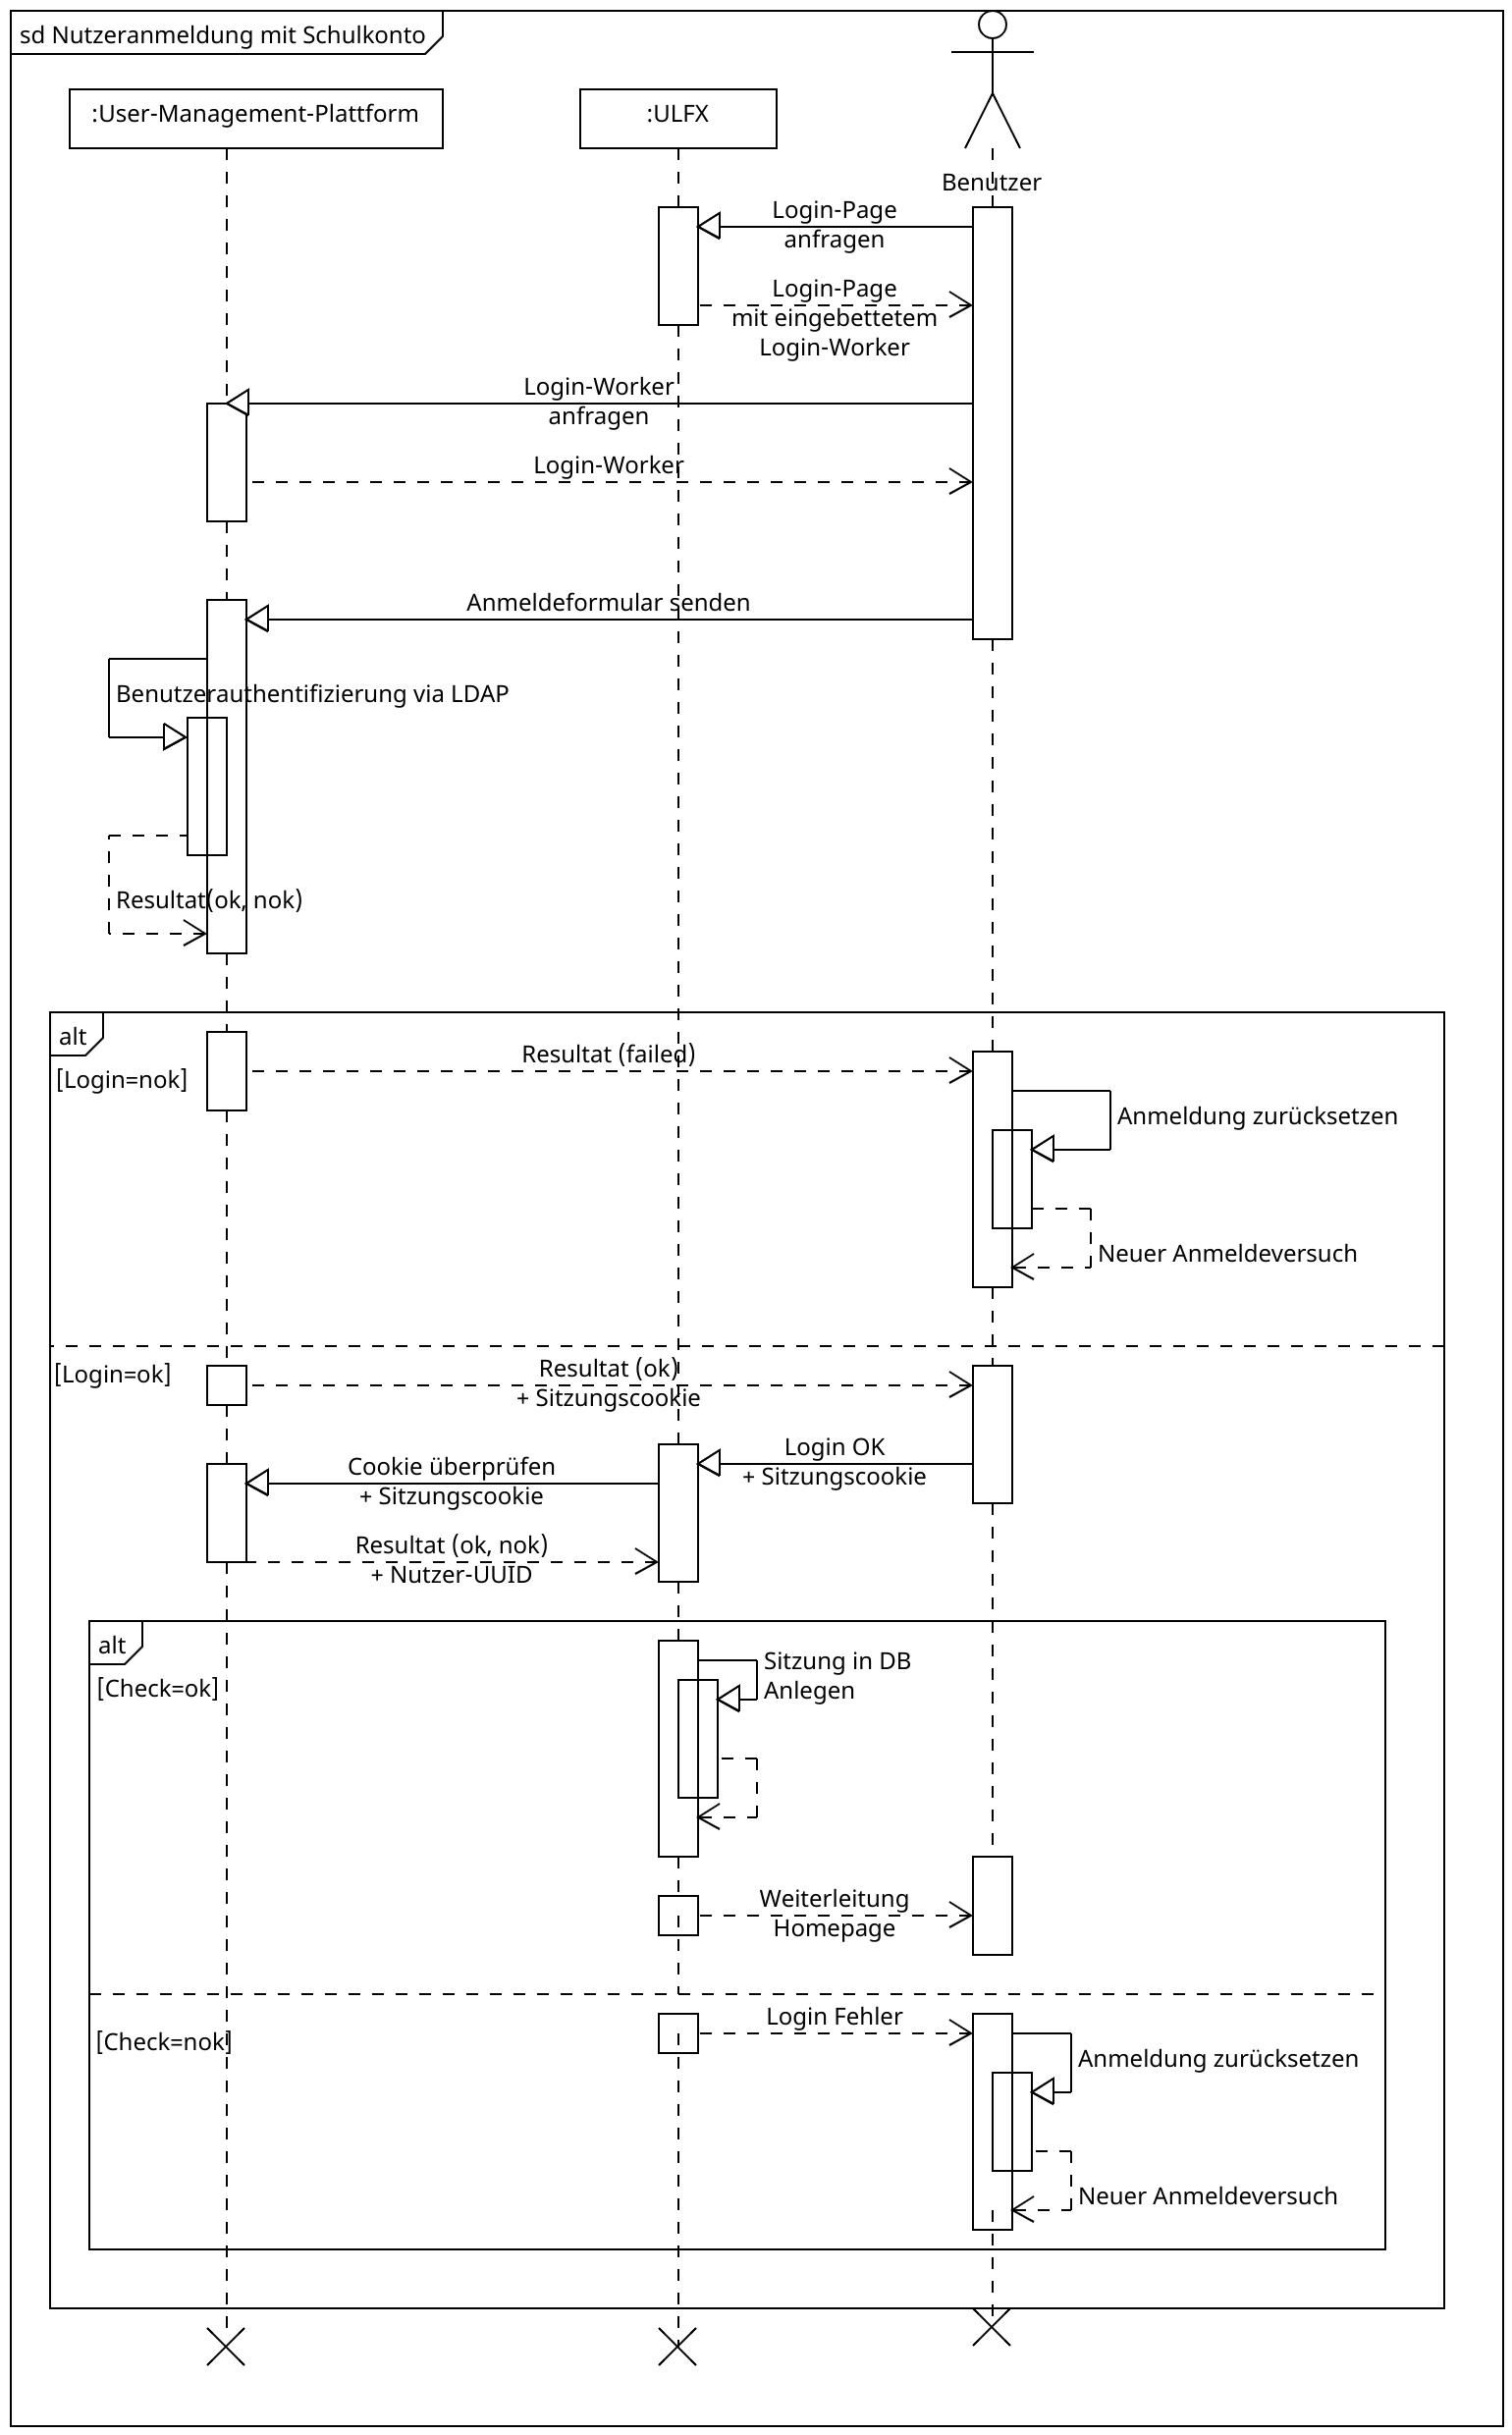 sd Nutzeranmeldung mit Schulkonto
:User-Management-Plattform
:ULFX
Benutzer
Login-Page
anfragen
Login-Page
mit eingebettetem
Login-Worker
Login-Worker
anfragen
Login-Worker
Anmeldeformular senden
Benutzerauthentifizierung via LDAP
Resultat(ok, nok)
alt
[Login=nok]
Resultat (failed)
Anmeldung zurücksetzen
Neuer Anmeldeversuch
[Login=ok]
Resultat (ok)
+ Sitzungscookie
Login OK
+ Sitzungscookie
Cookie überprüfen
+ Sitzungscookie
Resultat (ok, nok)
+ Nutzer-UUID
alt
[Check=ok]
Sitzung in DB
Anlegen
Weiterleitung
Homepage
[Check=nok]
Login Fehler
Anmeldung zurücksetzen
Neuer Anmeldeversuch